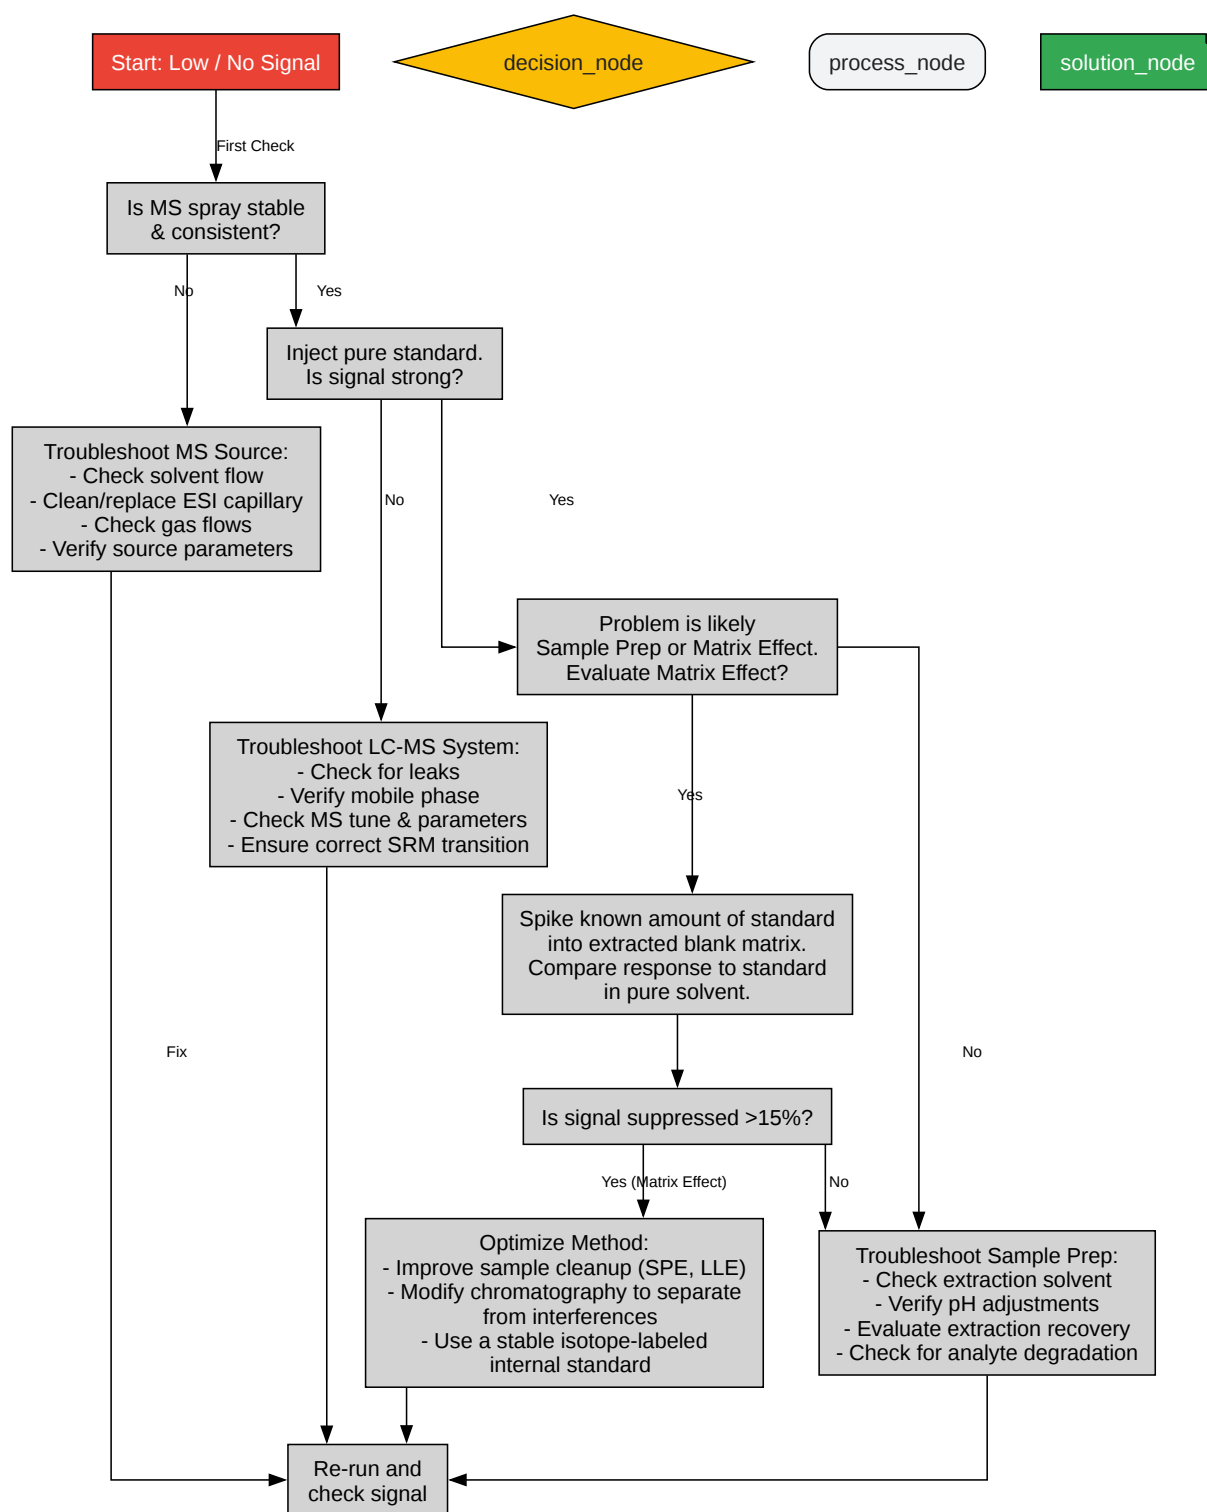 Start: Low / No Signal
decision_node
process_node
solution_node
First Check
Is MS spray stable
& consistent?
No
Yes
Inject pure standard.
Is signal strong?
Troubleshoot MS Source:
- Check solvent flow
- Clean/replace ESI capillary
- Check gas flows
- Verify source parameters
No
Yes
Problem is likely
Sample Prep or Matrix Effect.
Evaluate Matrix Effect?
Troubleshoot LC-MS System:
- Check for leaks
- Verify mobile phase
- Check MS tune & parameters
- Ensure correct SRM transition
Yes
Spike known amount of standard
into extracted blank matrix.
Compare response to standard
in pure solvent.
Fix
No
Is signal suppressed >15%?
Yes (Matrix Effect)
No
Optimize Method:
- Improve sample cleanup (SPE, LLE)
- Modify chromatography to separate
from interferences
- Use a stable isotope-labeled
internal standard
Troubleshoot Sample Prep:
- Check extraction solvent
- Verify pH adjustments
- Evaluate extraction recovery
- Check for analyte degradation
Re-run and
check signal